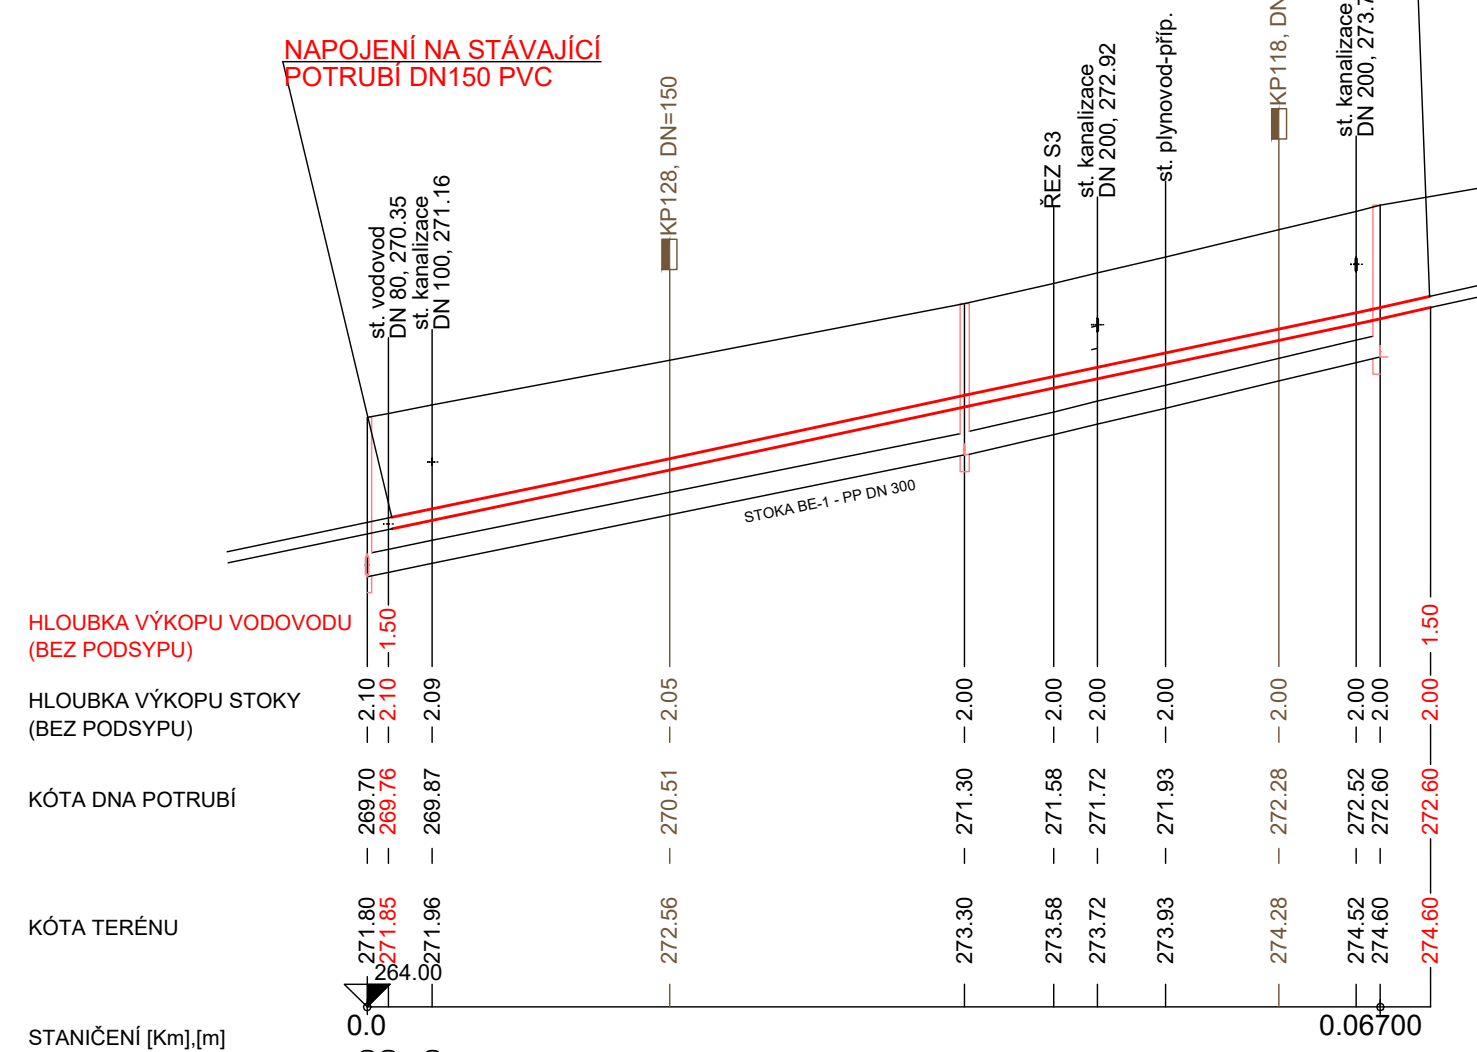 NAPOJENÍ NA STÁVAJÍCÍ
POTRUBÍ DN150 PVC
st. vodovod
DN 80, 270.35
st. kanalizace
DN 100, 271.16
KP128, DN=150
ŘEZ S3
st. kanalizace
DN 200, 272.92
st. plynovod-příp.
KP118, DN
st. kanalizace
DN 200, 273.7
STOKA BE-1 - PP DN 300
HLOUBKA VÝKOPU VODOVODU
(BEZ PODSYPU)
1.50 1.50
HLOUBKA VÝKOPU STOKY
(BEZ PODSYPU)
2.10 2.10 2.09 2.05 2.00 2.00 2.00 2.00 2.00 2.00 2.00 2.00
KÓTA DNA POTRUBÍ
269.70 269.76 269.87 270.51 271.30 271.58 271.72 271.93 272.28 272.52 272.60 272.60
KÓTA TERÉNU
271.80 271.85 271.96 272.56 273.30 273.58 273.72 273.93 274.28 274.52 274.60 274.60
264.00
STANIČENÍ [Km],[m]
0.0 0.06700